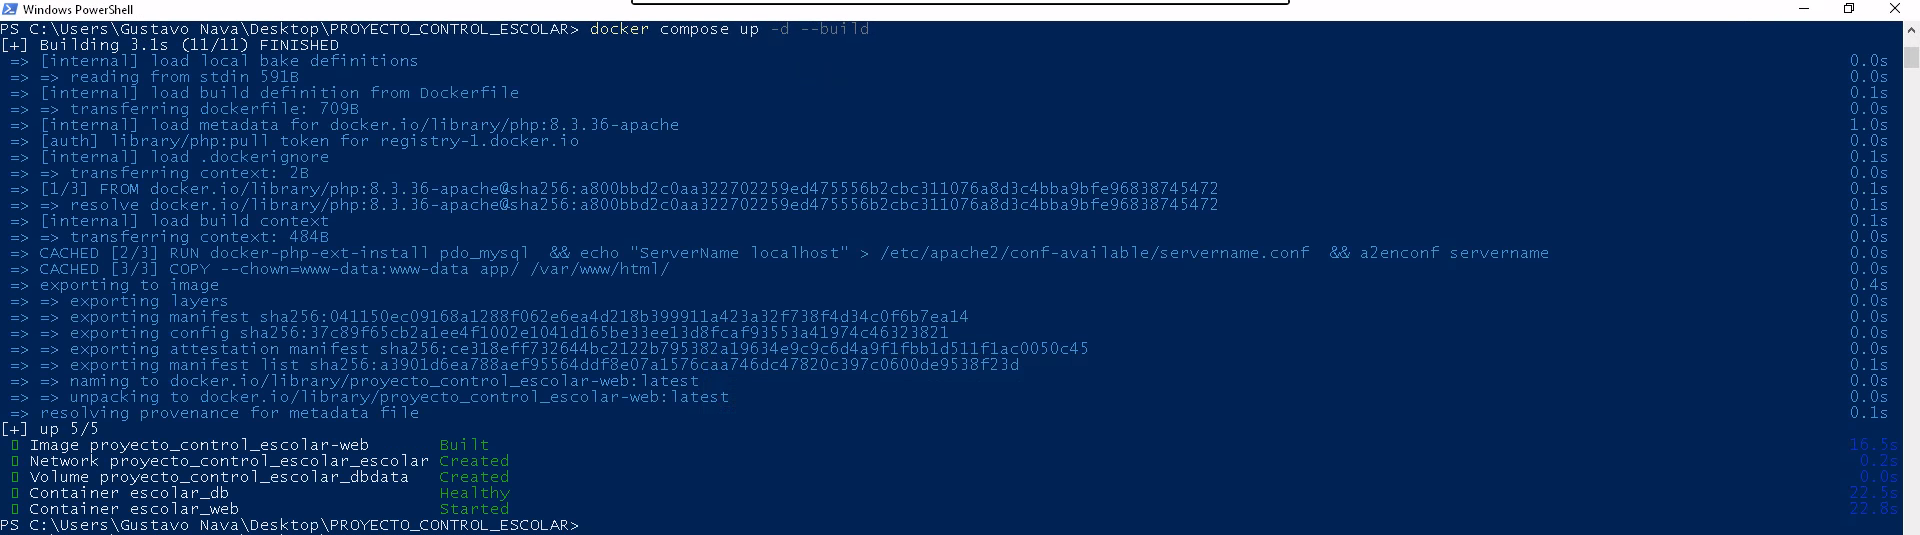 Windows PowerShell
PS C:\Users\Gustavo Nava\Desktop\PROYECTO_CONTROL_ESCOLAR> docker compose up -d --build
[+] Building 3.1s (11/11) FINISHED
=> [internal] load local bake definitions 0.0s
=> => reading from stdin 591B 0.0s
=> [internal] load build definition from Dockerfile 0.1s
=> => transferring dockerfile: 709B 0.0s
=> [internal] load metadata for docker.io/library/php:8.3.36-apache 1.0s
=> [auth] library/php:pull token for registry-1.docker.io 0.0s
=> [internal] load .dockerignore 0.1s
=> => transferring context: 2B 0.0s
=> [1/3] FROM docker.io/library/php:8.3.36-apache@sha256:a800bbd2c0aa322702259ed475556b2cbc311076a8d3c4bba9bfe96838745472 0.1s
=> => resolve docker.io/library/php:8.3.36-apache@sha256:a800bbd2c0aa322702259ed475556b2cbc311076a8d3c4bba9bfe96838745472 0.1s
=> [internal] load build context 0.1s
=> => transferring context: 484B 0.0s
=> CACHED [2/3] RUN docker-php-ext-install pdo_mysql  && echo "ServerName localhost" > /etc/apache2/conf-available/servername.conf  && a2enconf servername 0.0s
=> CACHED [3/3] COPY --chown=www-data:www-data app/ /var/www/html/ 0.0s
=> exporting to image 0.4s
=> => exporting layers 0.0s
=> => exporting manifest sha256:041150ec09168a1288f062e6ea4d218b399911a423a32f738f4d34c0f6b7ea14 0.0s
=> => exporting config sha256:37c89f65cb2a1ee4f1002e1041d165be33ee13d8fcaf93553a41974c46323821 0.0s
=> => exporting attestation manifest sha256:ce318eff732644bc2122b795382a19634e9c9c6d4a9f1fbb1d511f1ac0050c45 0.0s
=> => exporting manifest list sha256:a3901d6ea788aef95564ddf8e07a1576caa746dc47820c397c0600de9538f23d 0.1s
=> => naming to docker.io/library/proyecto_control_escolar-web:latest 0.0s
=> => unpacking to docker.io/library/proyecto_control_escolar-web:latest 0.0s
=> resolving provenance for metadata file 0.1s
[+] up 5/5
Image proyecto_control_escolar-web Built 16.5s
Network proyecto_control_escolar_escolar Created 0.2s
Volume proyecto_control_escolar_dbdata Created 0.0s
Container escolar_db Healthy 22.5s
Container escolar_web Started 22.8s
PS C:\Users\Gustavo Nava\Desktop\PROYECTO_CONTROL_ESCOLAR>